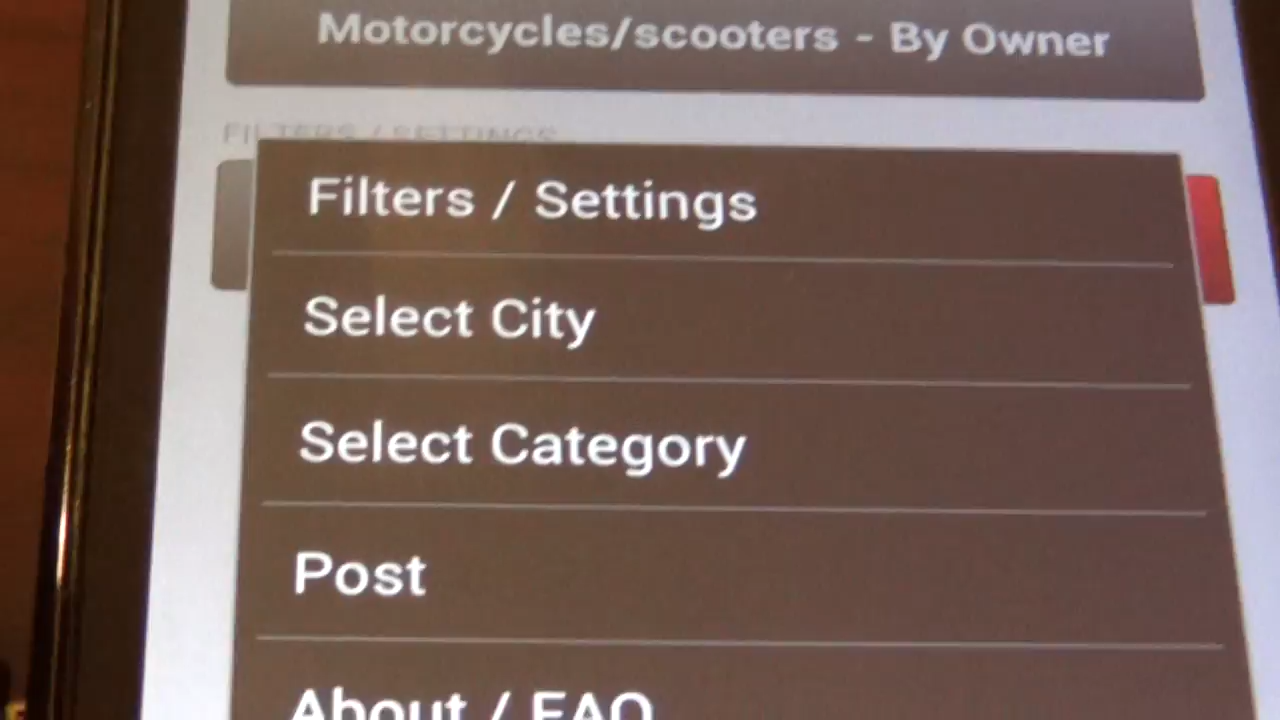 Motorcycles/scooters - By Owner
FILTERS / SETTINGS
Filters / Settings
Select City
Select Category
Post
About / FAQ